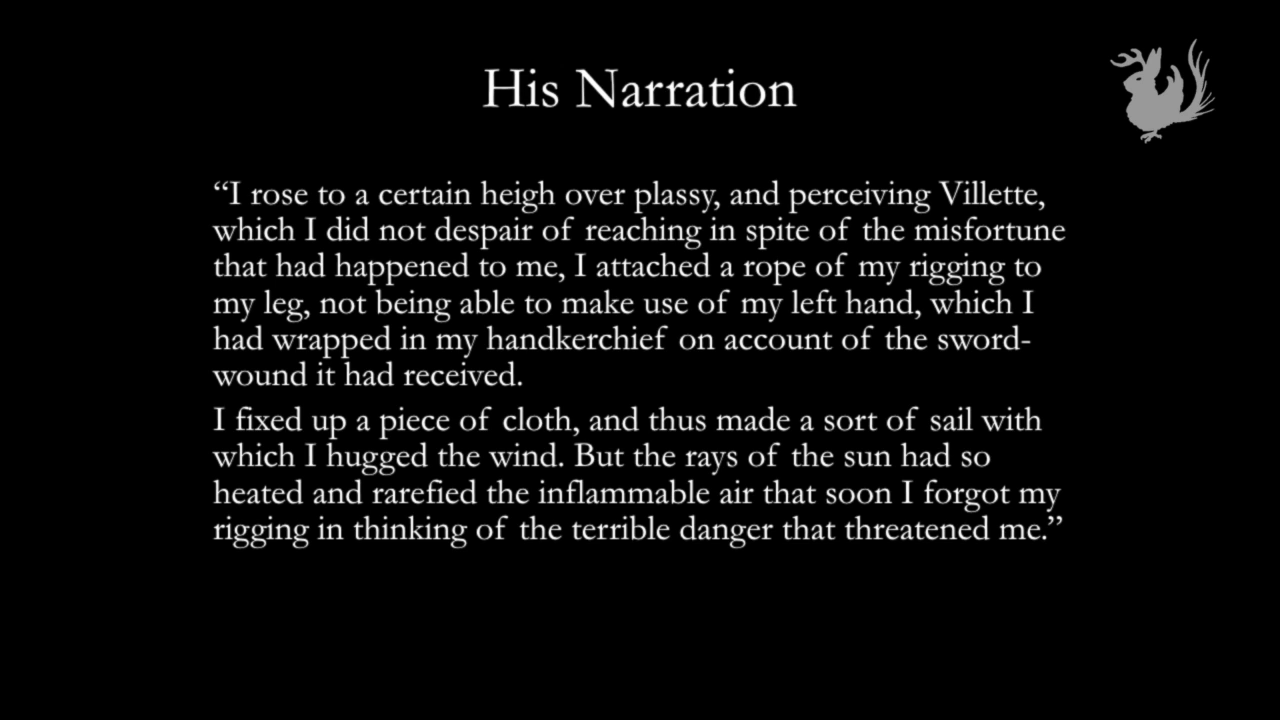 His Narration
“I rose to a certain heigh over plassy, and perceiving Villette,
which I did not despair of reaching in spite of the misfortune
that had happened to me, I attached a rope of my rigging to
my leg, not being able to make use of my left hand, which I
had wrapped in my handkerchief on account of the sword-
wound it had received.
I fixed up a piece of cloth, and thus made a sort of sail with
which I hugged the wind. But the rays of the sun had so
heated and rarefied the inflammable air that soon I forgot my
rigging in thinking of the terrible danger that threatened me.”